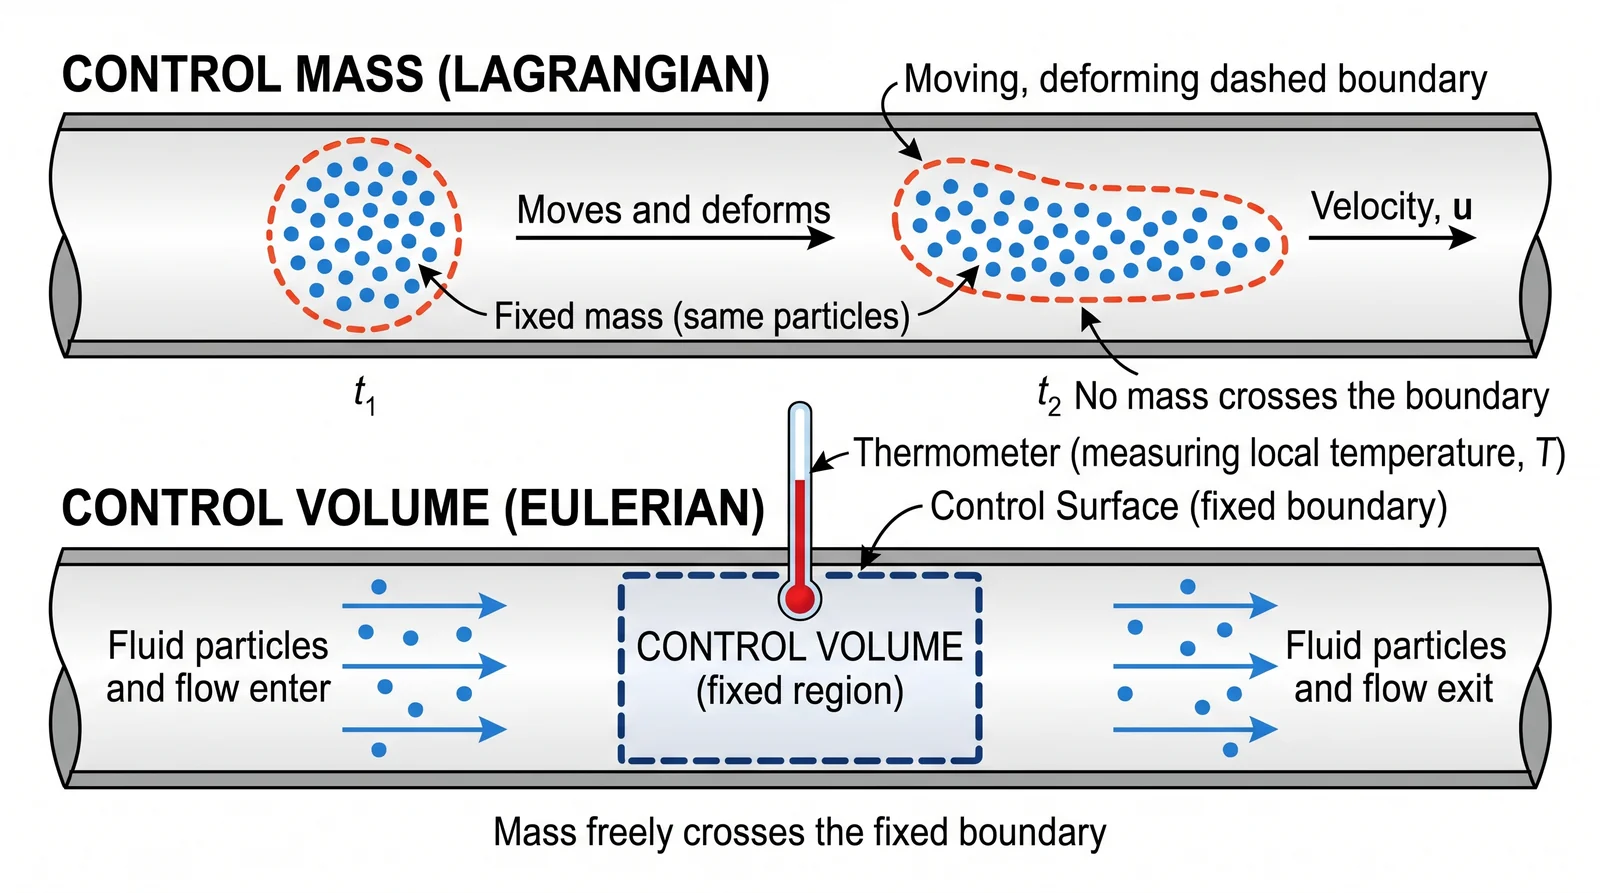 CONTROL MASS (LAGRANGIAN)
Moving, deforming dashed boundary
Moves and deforms
Velocity, u
Fixed mass (same particles)
t₁
t₂ No mass crosses the boundary
Thermometer (measuring local temperature, T)
CONTROL VOLUME (EULERIAN)
Control Surface (fixed boundary)
Fluid particles
and flow enter
CONTROL VOLUME
(fixed region)
Fluid particles
and flow exit
Mass freely crosses the fixed boundary